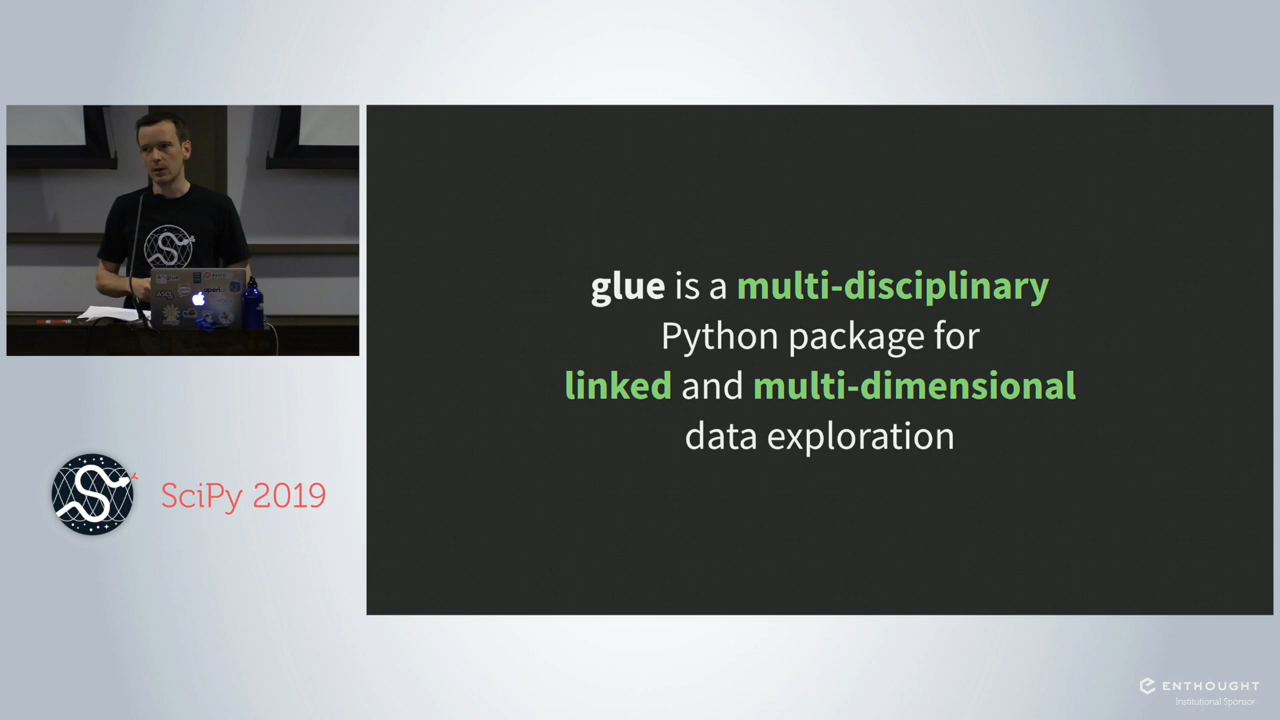 glue is a multi-disciplinary
Python package for
linked and multi-dimensional
data exploration
SciPy 2019
ENTHOUGHT
Institutional Sponsor